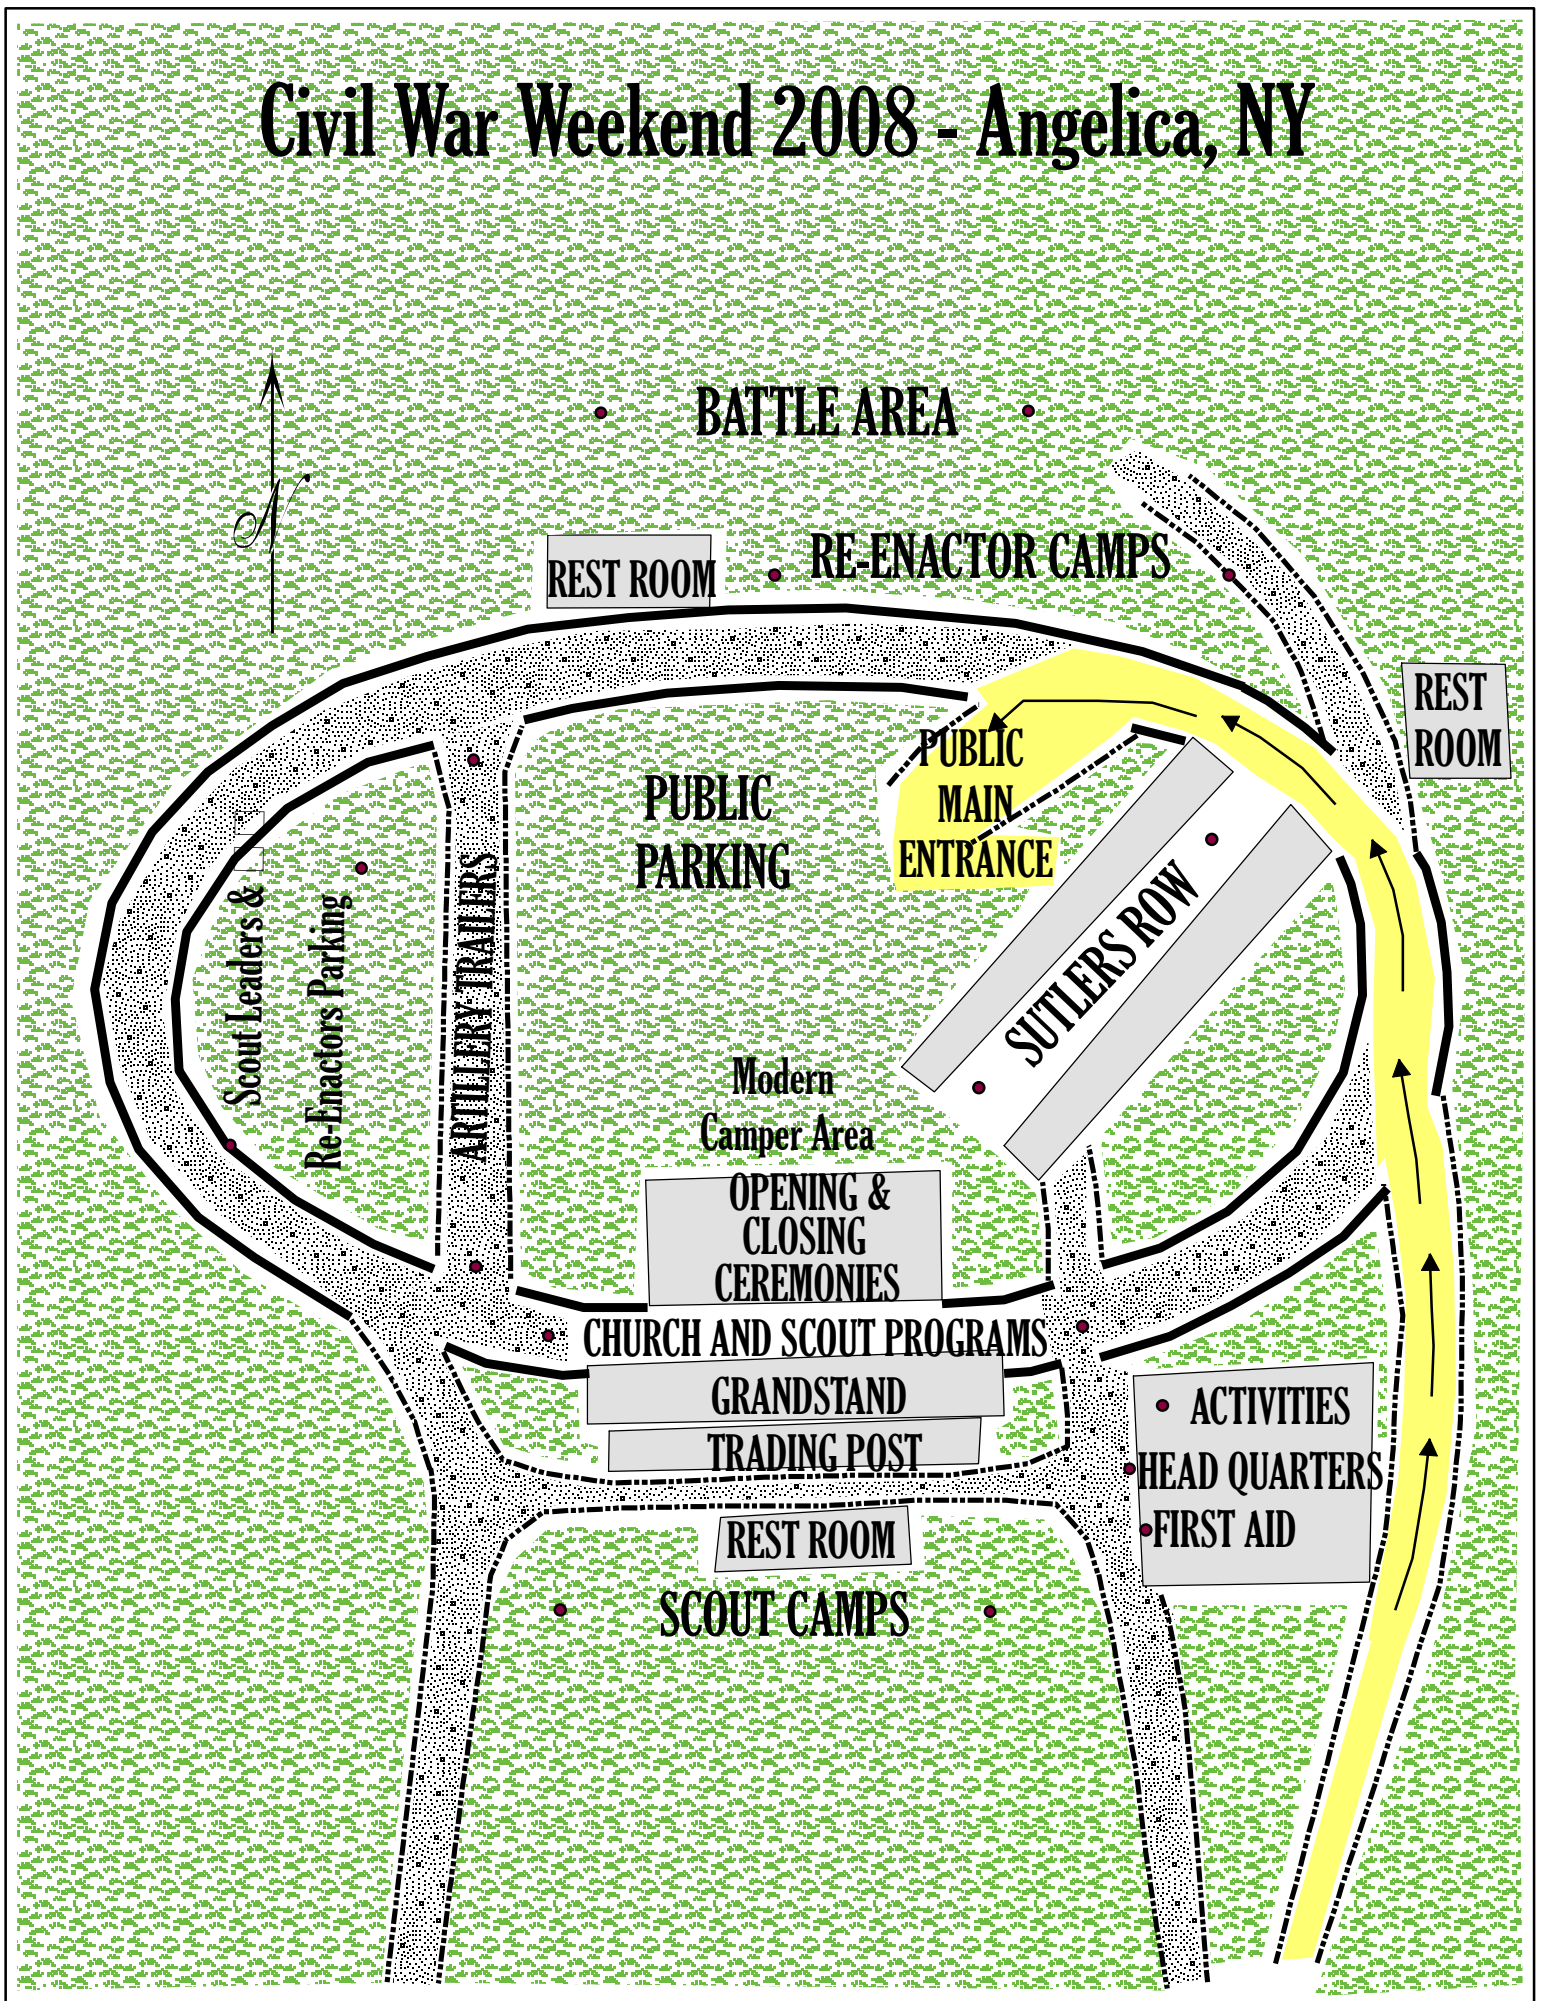 Civil War Weekend 2008 - Angelica, NY
BATTLE AREA
N
RE-ENACTOR CAMPS
REST ROOM
REST
ROOM
PUBLIC
MAIN
ENTRANCE
PUBLIC
PARKING
SUTLERS ROW
ARTILLERY TRAILERS
Scout Leaders &
Re-Enactors Parking
Modern
Camper Area
OPENING &
CLOSING
CEREMONIES
CHURCH AND SCOUT PROGRAMS
GRANDSTAND
TRADING POST
ACTIVITIES
HEAD QUARTERS
FIRST AID
REST ROOM
SCOUT CAMPS